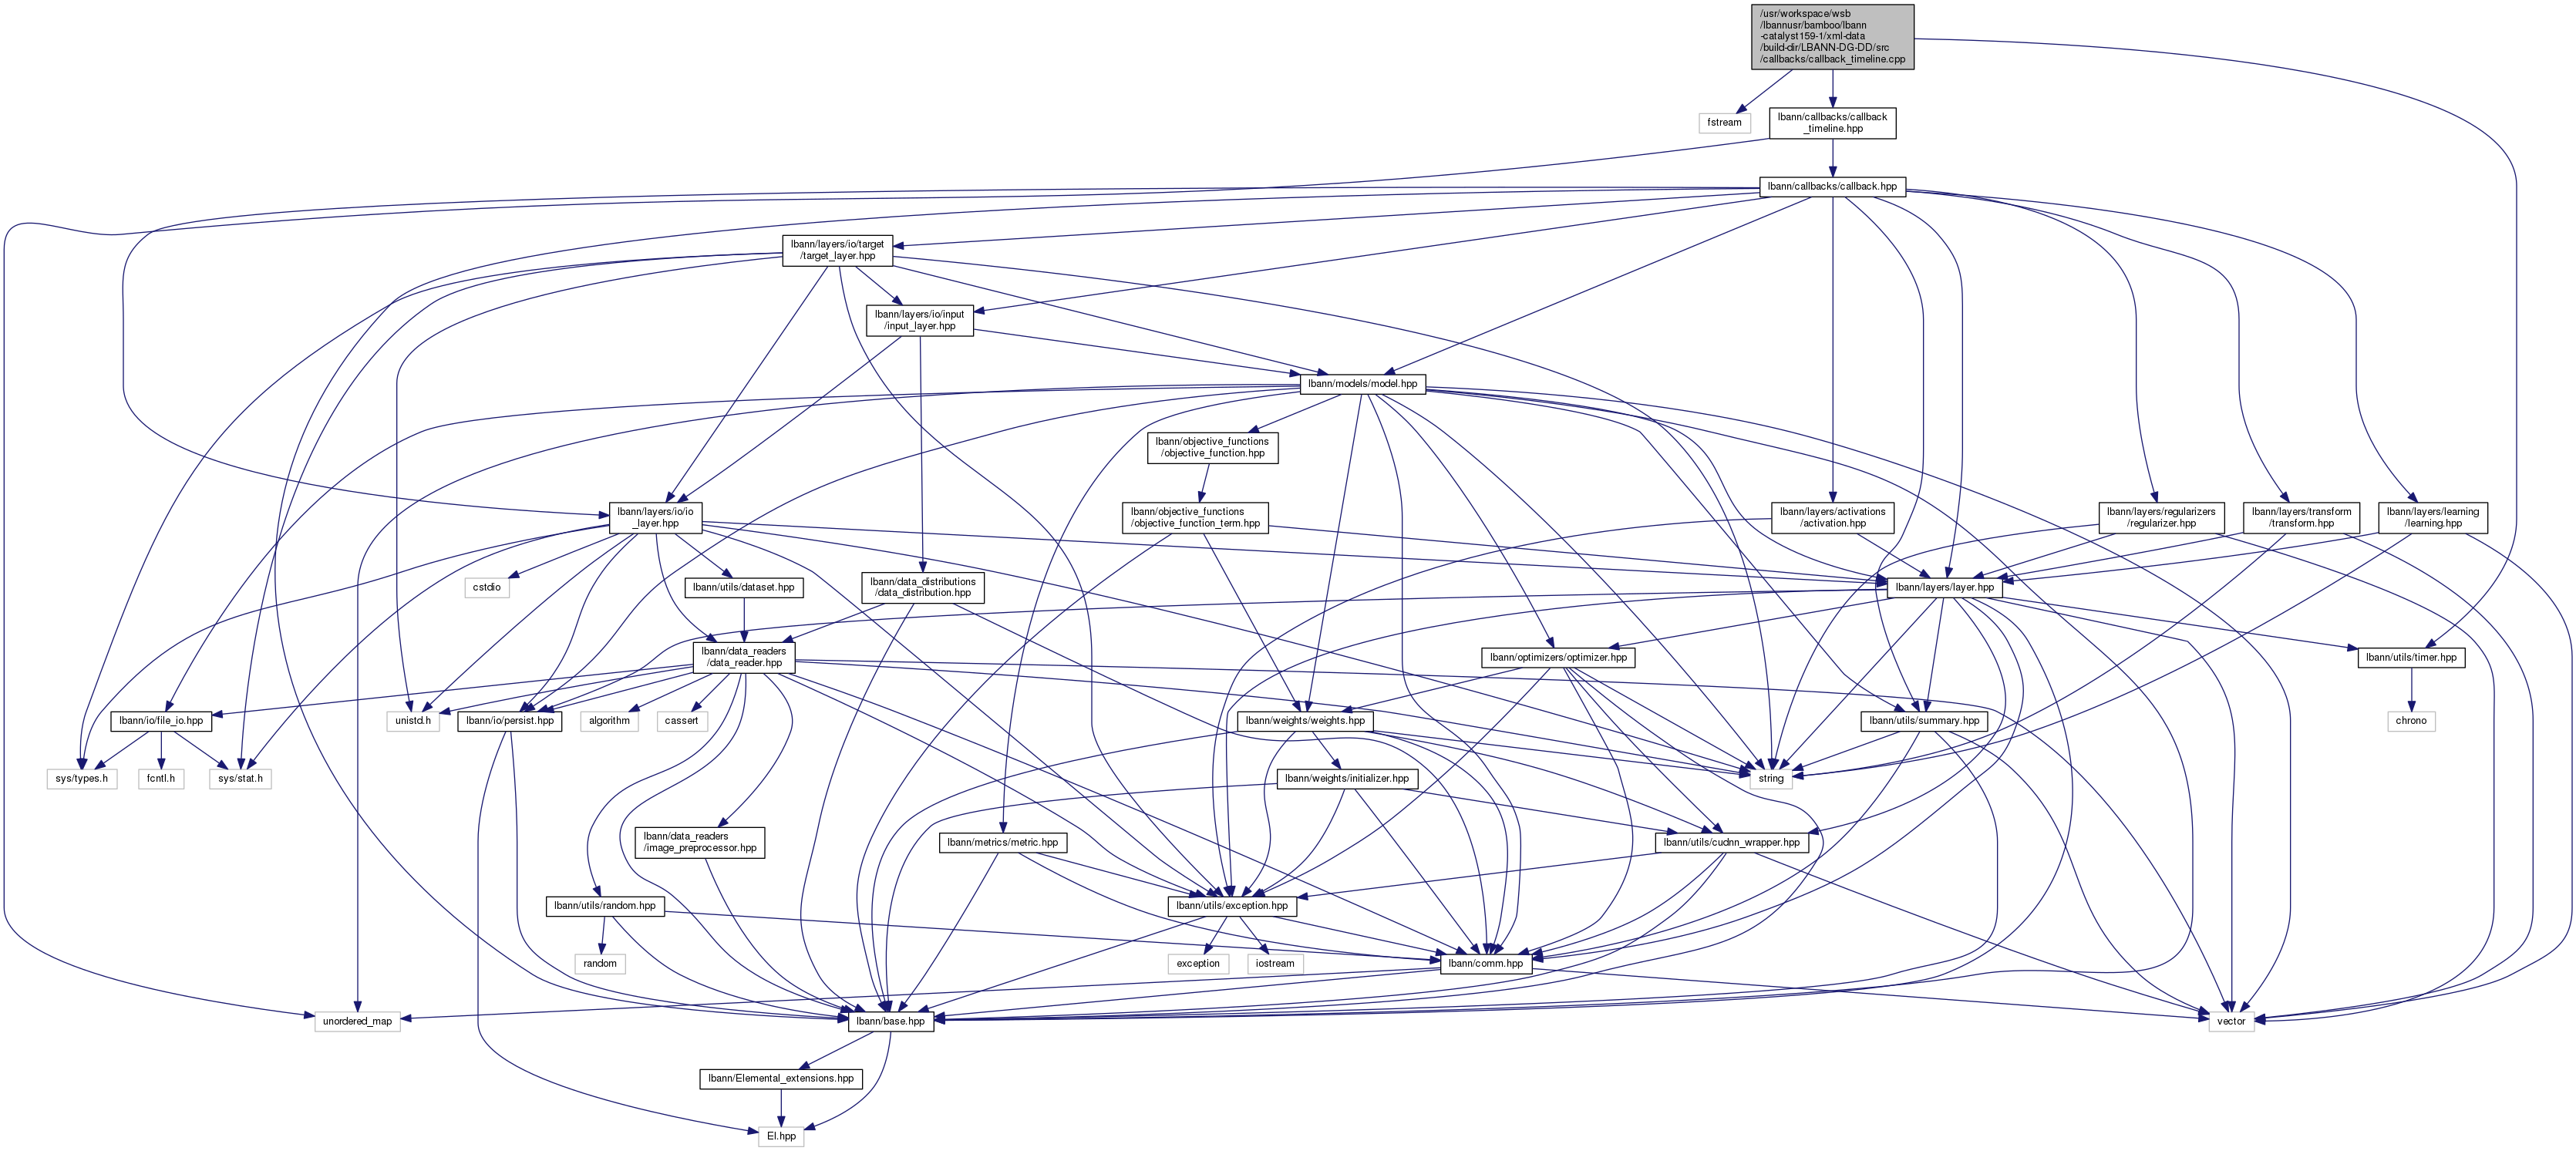 /usr/workspace/wsb
/lbannusr/bamboo/lbann
-catalyst159-1/xml-data
/build-dir/LBANN-DG-DD/src
/callbacks/callback_timeline.cpp
fstream
lbann/callbacks/callback
_timeline.hpp
lbann/callbacks/callback.hpp
lbann/layers/io/target
/target_layer.hpp
lbann/layers/io/input
/input_layer.hpp
lbann/models/model.hpp
lbann/objective_functions
/objective_function.hpp
lbann/layers/io/io
_layer.hpp
lbann/objective_functions
/objective_function_term.hpp
lbann/layers/activations
/activation.hpp
lbann/layers/regularizers
/regularizer.hpp
lbann/layers/transform
/transform.hpp
lbann/layers/learning
/learning.hpp
cstdio
lbann/utils/dataset.hpp
lbann/data_distributions
/data_distribution.hpp
lbann/layers/layer.hpp
lbann/data_readers
/data_reader.hpp
lbann/optimizers/optimizer.hpp
lbann/utils/timer.hpp
lbann/io/file_io.hpp
unistd.h
lbann/io/persist.hpp
algorithm
cassert
lbann/weights/weights.hpp
lbann/utils/summary.hpp
chrono
sys/types.h
fcntl.h
sys/stat.h
lbann/weights/initializer.hpp
string
lbann/data_readers
/image_preprocessor.hpp
lbann/metrics/metric.hpp
lbann/utils/cudnn_wrapper.hpp
lbann/utils/random.hpp
lbann/utils/exception.hpp
random
exception
iostream
lbann/comm.hpp
unordered_map
lbann/base.hpp
vector
lbann/Elemental_extensions.hpp
El.hpp